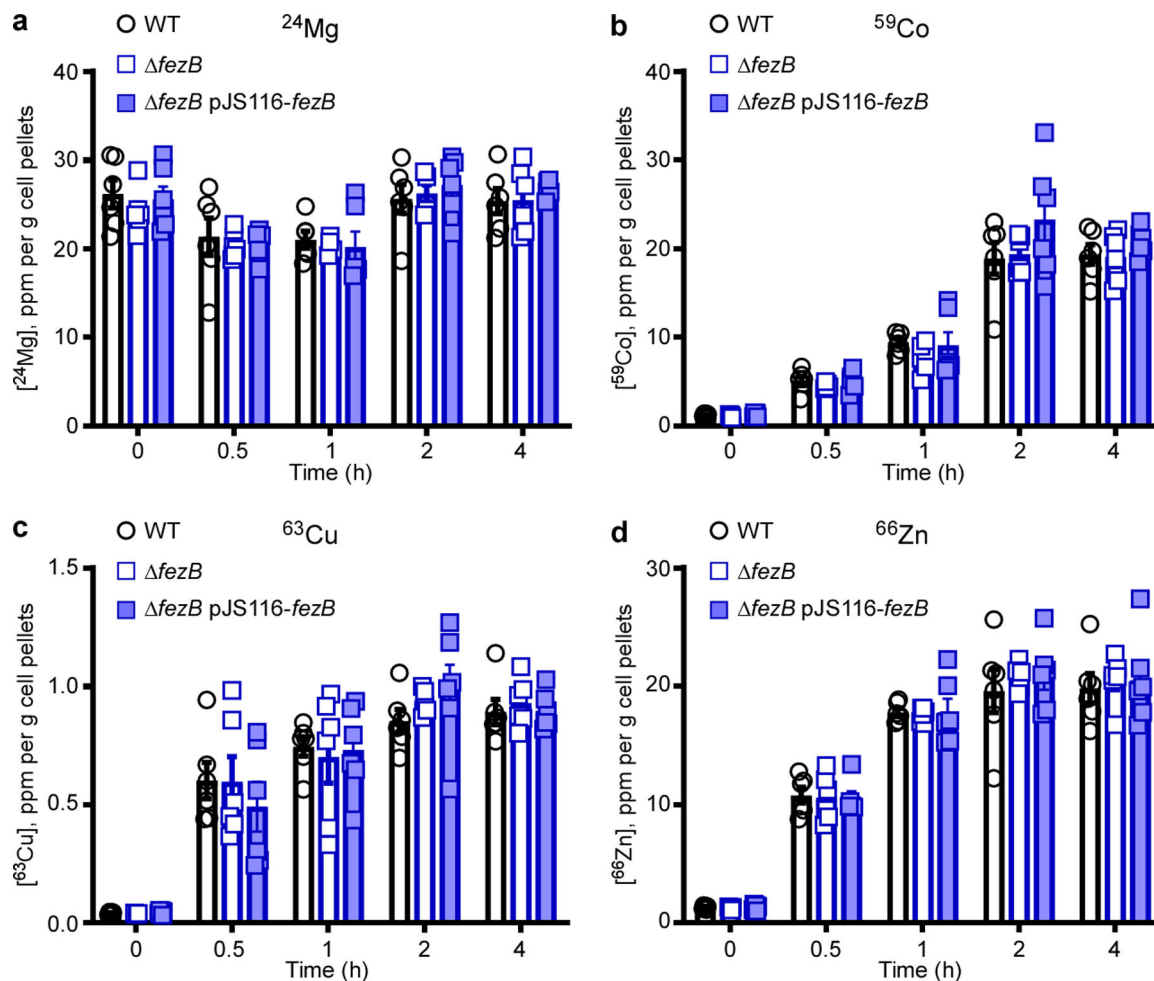 a
WT
²⁴Mg
ΔfezB
ΔfezB pJS116-fezB
[²⁴Mg], ppm per g cell pellets
40
30
20
10
0
0 0.5 1 2 4
Time (h)
b
WT
⁵⁹Co
ΔfezB
ΔfezB pJS116-fezB
[⁵⁹Co], ppm per g cell pellets
40
30
20
10
0
0 0.5 1 2 4
Time (h)
c
WT
⁶³Cu
ΔfezB
ΔfezB pJS116-fezB
[⁶³Cu], ppm per g cell pellets
1.5
1.0
0.5
0.0
0 0.5 1 2 4
Time (h)
d
WT
⁶⁶Zn
ΔfezB
ΔfezB pJS116-fezB
[⁶⁶Zn], ppm per g cell pellets
30
20
10
0
0 0.5 1 2 4
Time (h)